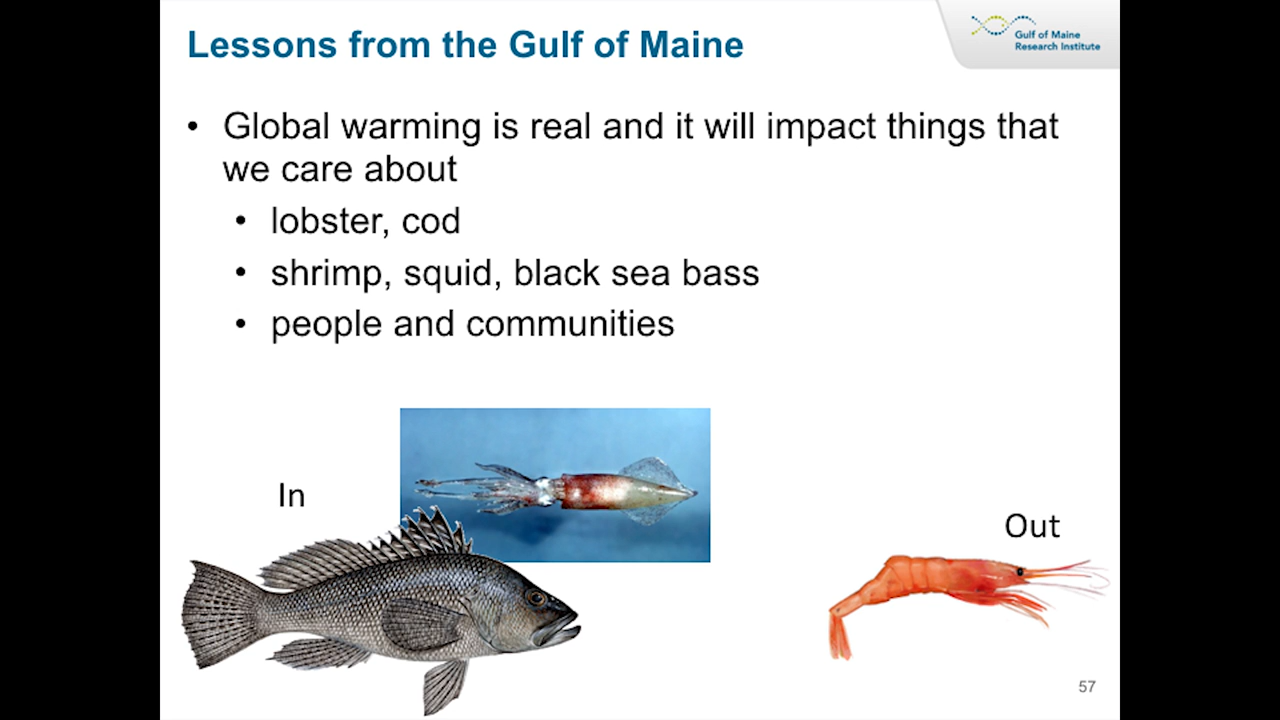 Lessons from the Gulf of Maine
Gulf of Maine
Research Institute
• Global warming is real and it will impact things that
we care about
• lobster, cod
• shrimp, squid, black sea bass
• people and communities
In
Out
57